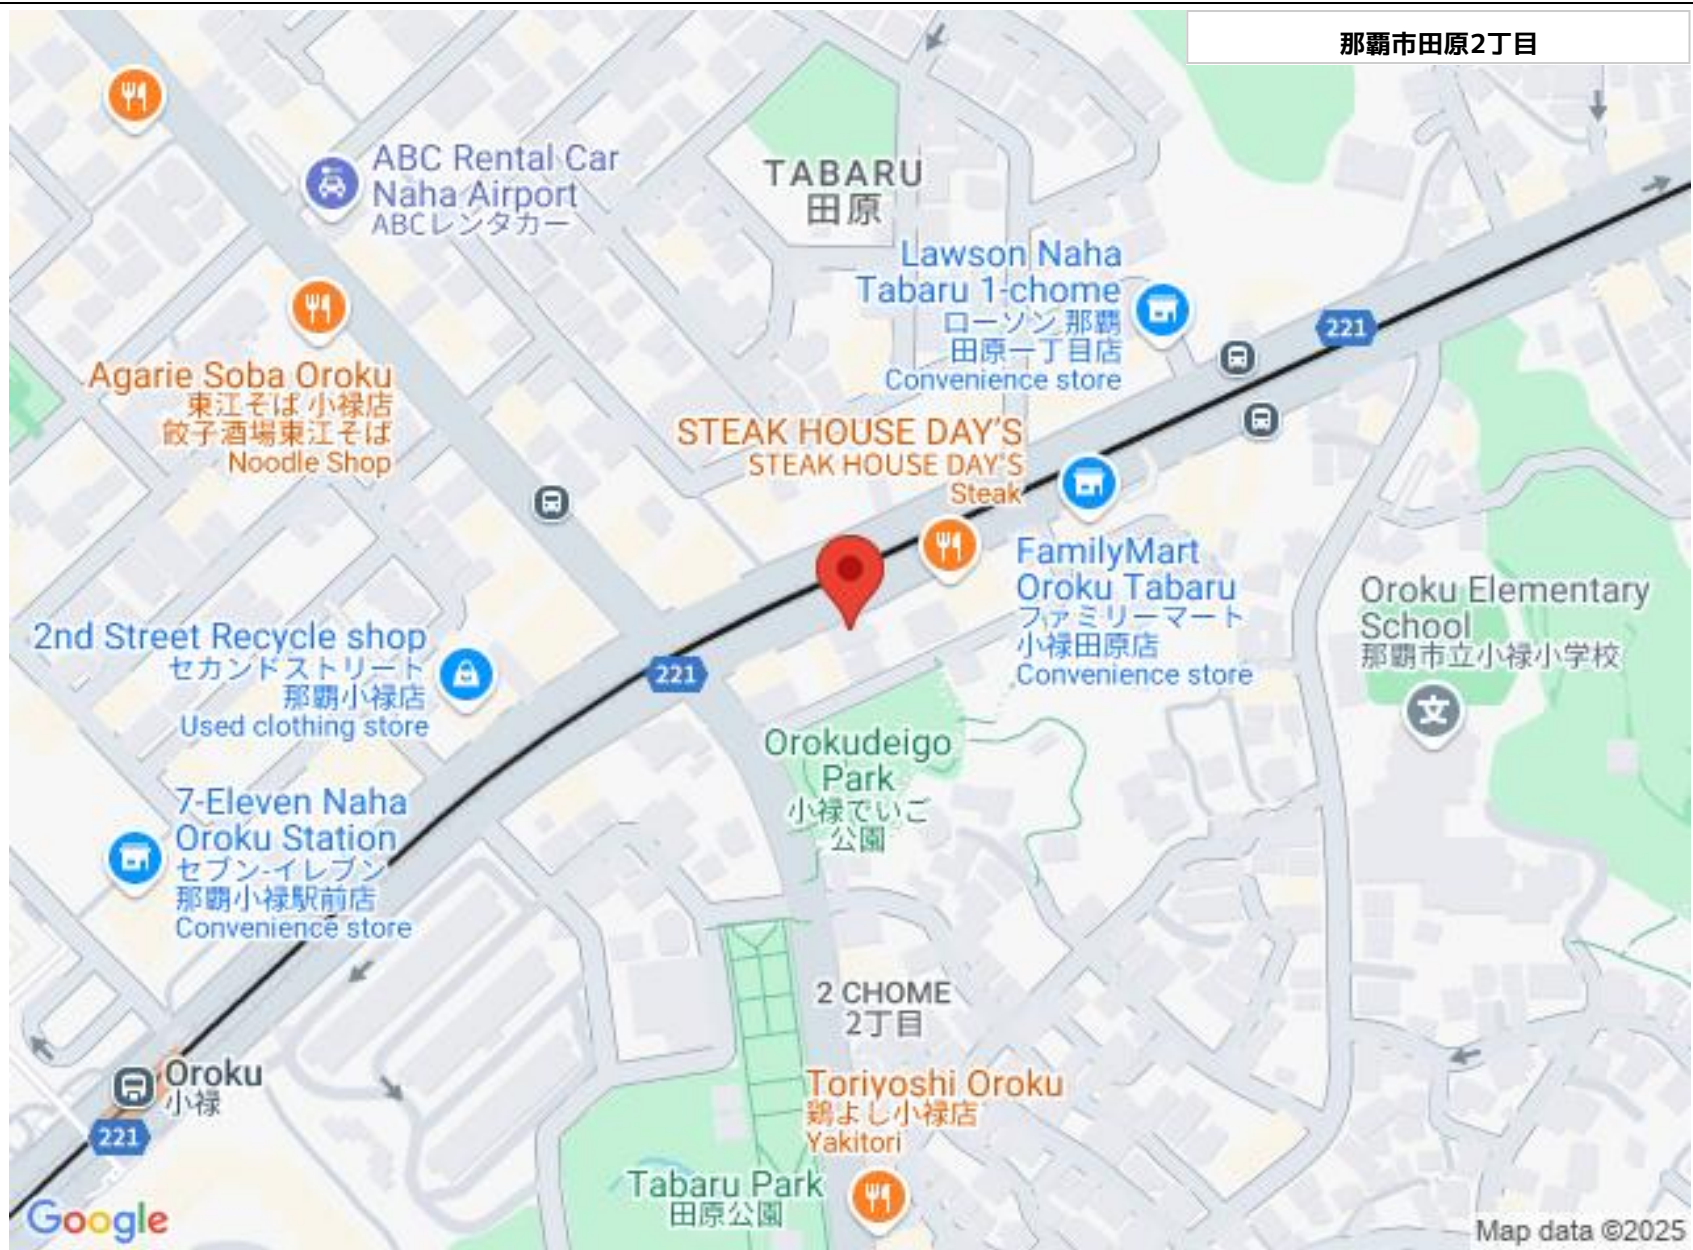 那覇市田原2丁目
ABC Rental Car
Naha Airport
ABCレンタカー
TABARU
田原
Lawson Naha
Tabaru 1-chome
ローソン 那覇
田原一丁目店
Convenience store
221
Agarie Soba Oroku
東江そば 小禄店
餃子酒場東江そば
Noodle Shop
STEAK HOUSE DAY'S
STEAK HOUSE DAY'S
Steak
FamilyMart
Oroku Tabaru
ファミリーマート
小禄田原店
Convenience store
Oroku Elementary
School
那覇市立小禄小学校
文
2nd Street Recycle shop
セカンドストリート
那覇小禄店
Used clothing store
221
Orokudeigo
Park
小禄でいご
公園
7-Eleven Naha
Oroku Station
セブン-イレブン
那覇小禄駅前店
Convenience store
2 CHOME
2丁目
Oroku
小禄
221
Toriyoshi Oroku
鶏よし小禄店
Yakitori
Tabaru Park
田原公園
Google
Map data ©2025